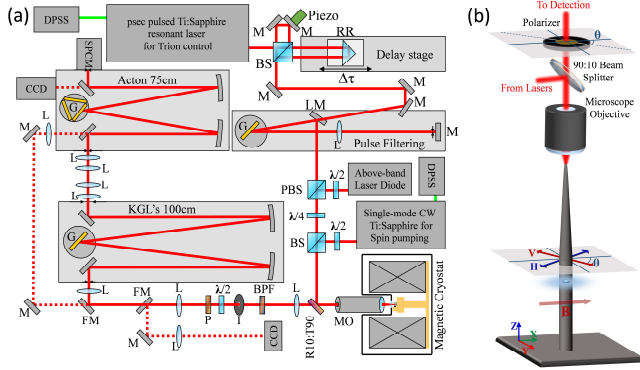 (a)
DPSS
psec pulsed Ti:Sapphire
resonant laser
for Trion control
Piezo
M
M
BS
RR
Delay stage
Δτ
M
M
M
M
SPCM
CCD
Acton 75cm
G
M
L
L
L
L
L
G
LM
L
M
Pulse Filtering
PBS
λ/2
Above-band
Laser Diode
DPSS
λ/4
BS
λ/2
Single-mode CW
Ti:Sapphire for
Spin pumping
KGL's 100cm
G
L
M
FM
FM
M
L
L
P
λ/2
I
BPF
CCD
L
R10:T90
MO
Magnetic Cryostat
(b)
To Detection
Polarizer
θ
90:10 Beam
Splitter
From Lasers
Microscope
Objective
V
H
θ
B
Z
X
Y